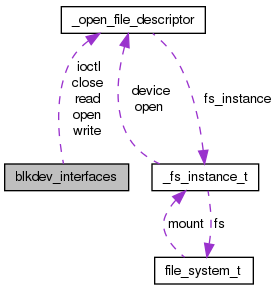 _open_file_descriptor
ioctl
close
read
open
write
device
open
fs_instance
blkdev_interfaces
_fs_instance_t
mount
fs
file_system_t